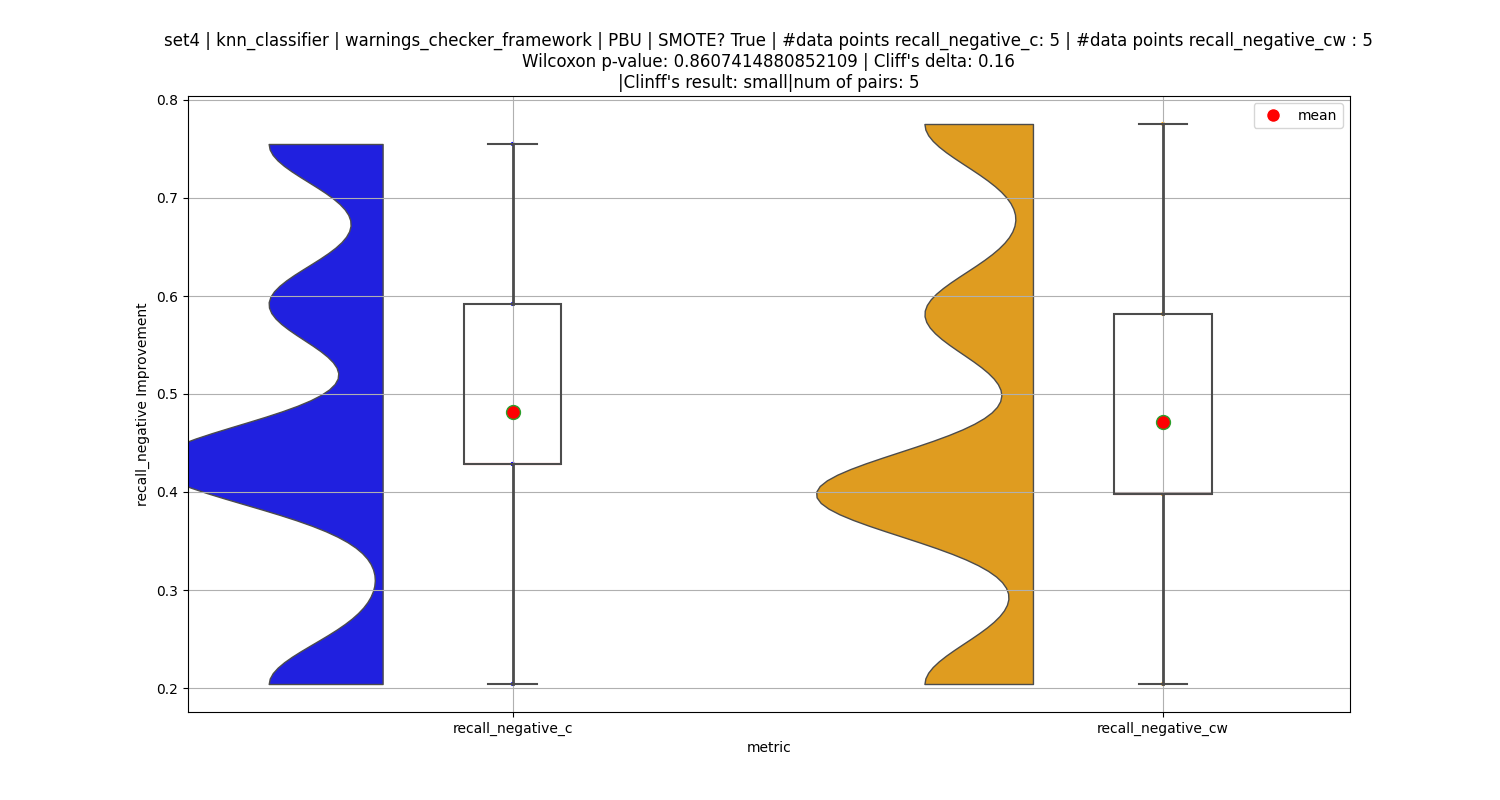 set4 | knn_classifier | warnings_checker_framework | PBU | SMOTE? True | #data points recall_negative_c: 5 | #data points recall_negative_cw : 5
Wilcoxon p-value: 0.8607414880852109 | Cliff's delta: 0.16
|Clinff's result: small|num of pairs: 5
mean
0.8
0.7
0.6
0.5
0.4
0.3
0.2
recall_negative Improvement
recall_negative_c
recall_negative_cw
metric